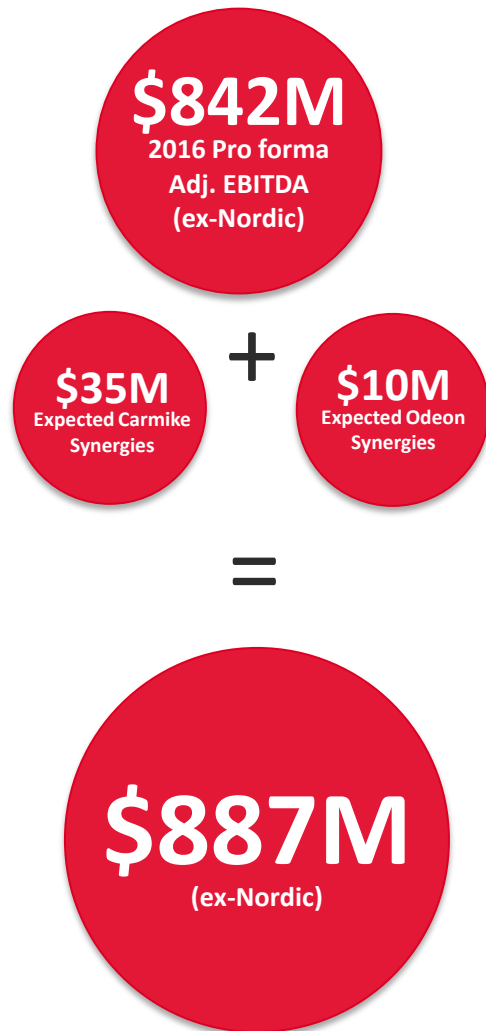 $842M
2016 Pro forma
Adj. EBITDA
(ex-Nordic)
+
$35M
Expected Carmike
Synergies
$10M
Expected Odeon
Synergies
=
$887M
(ex-Nordic)